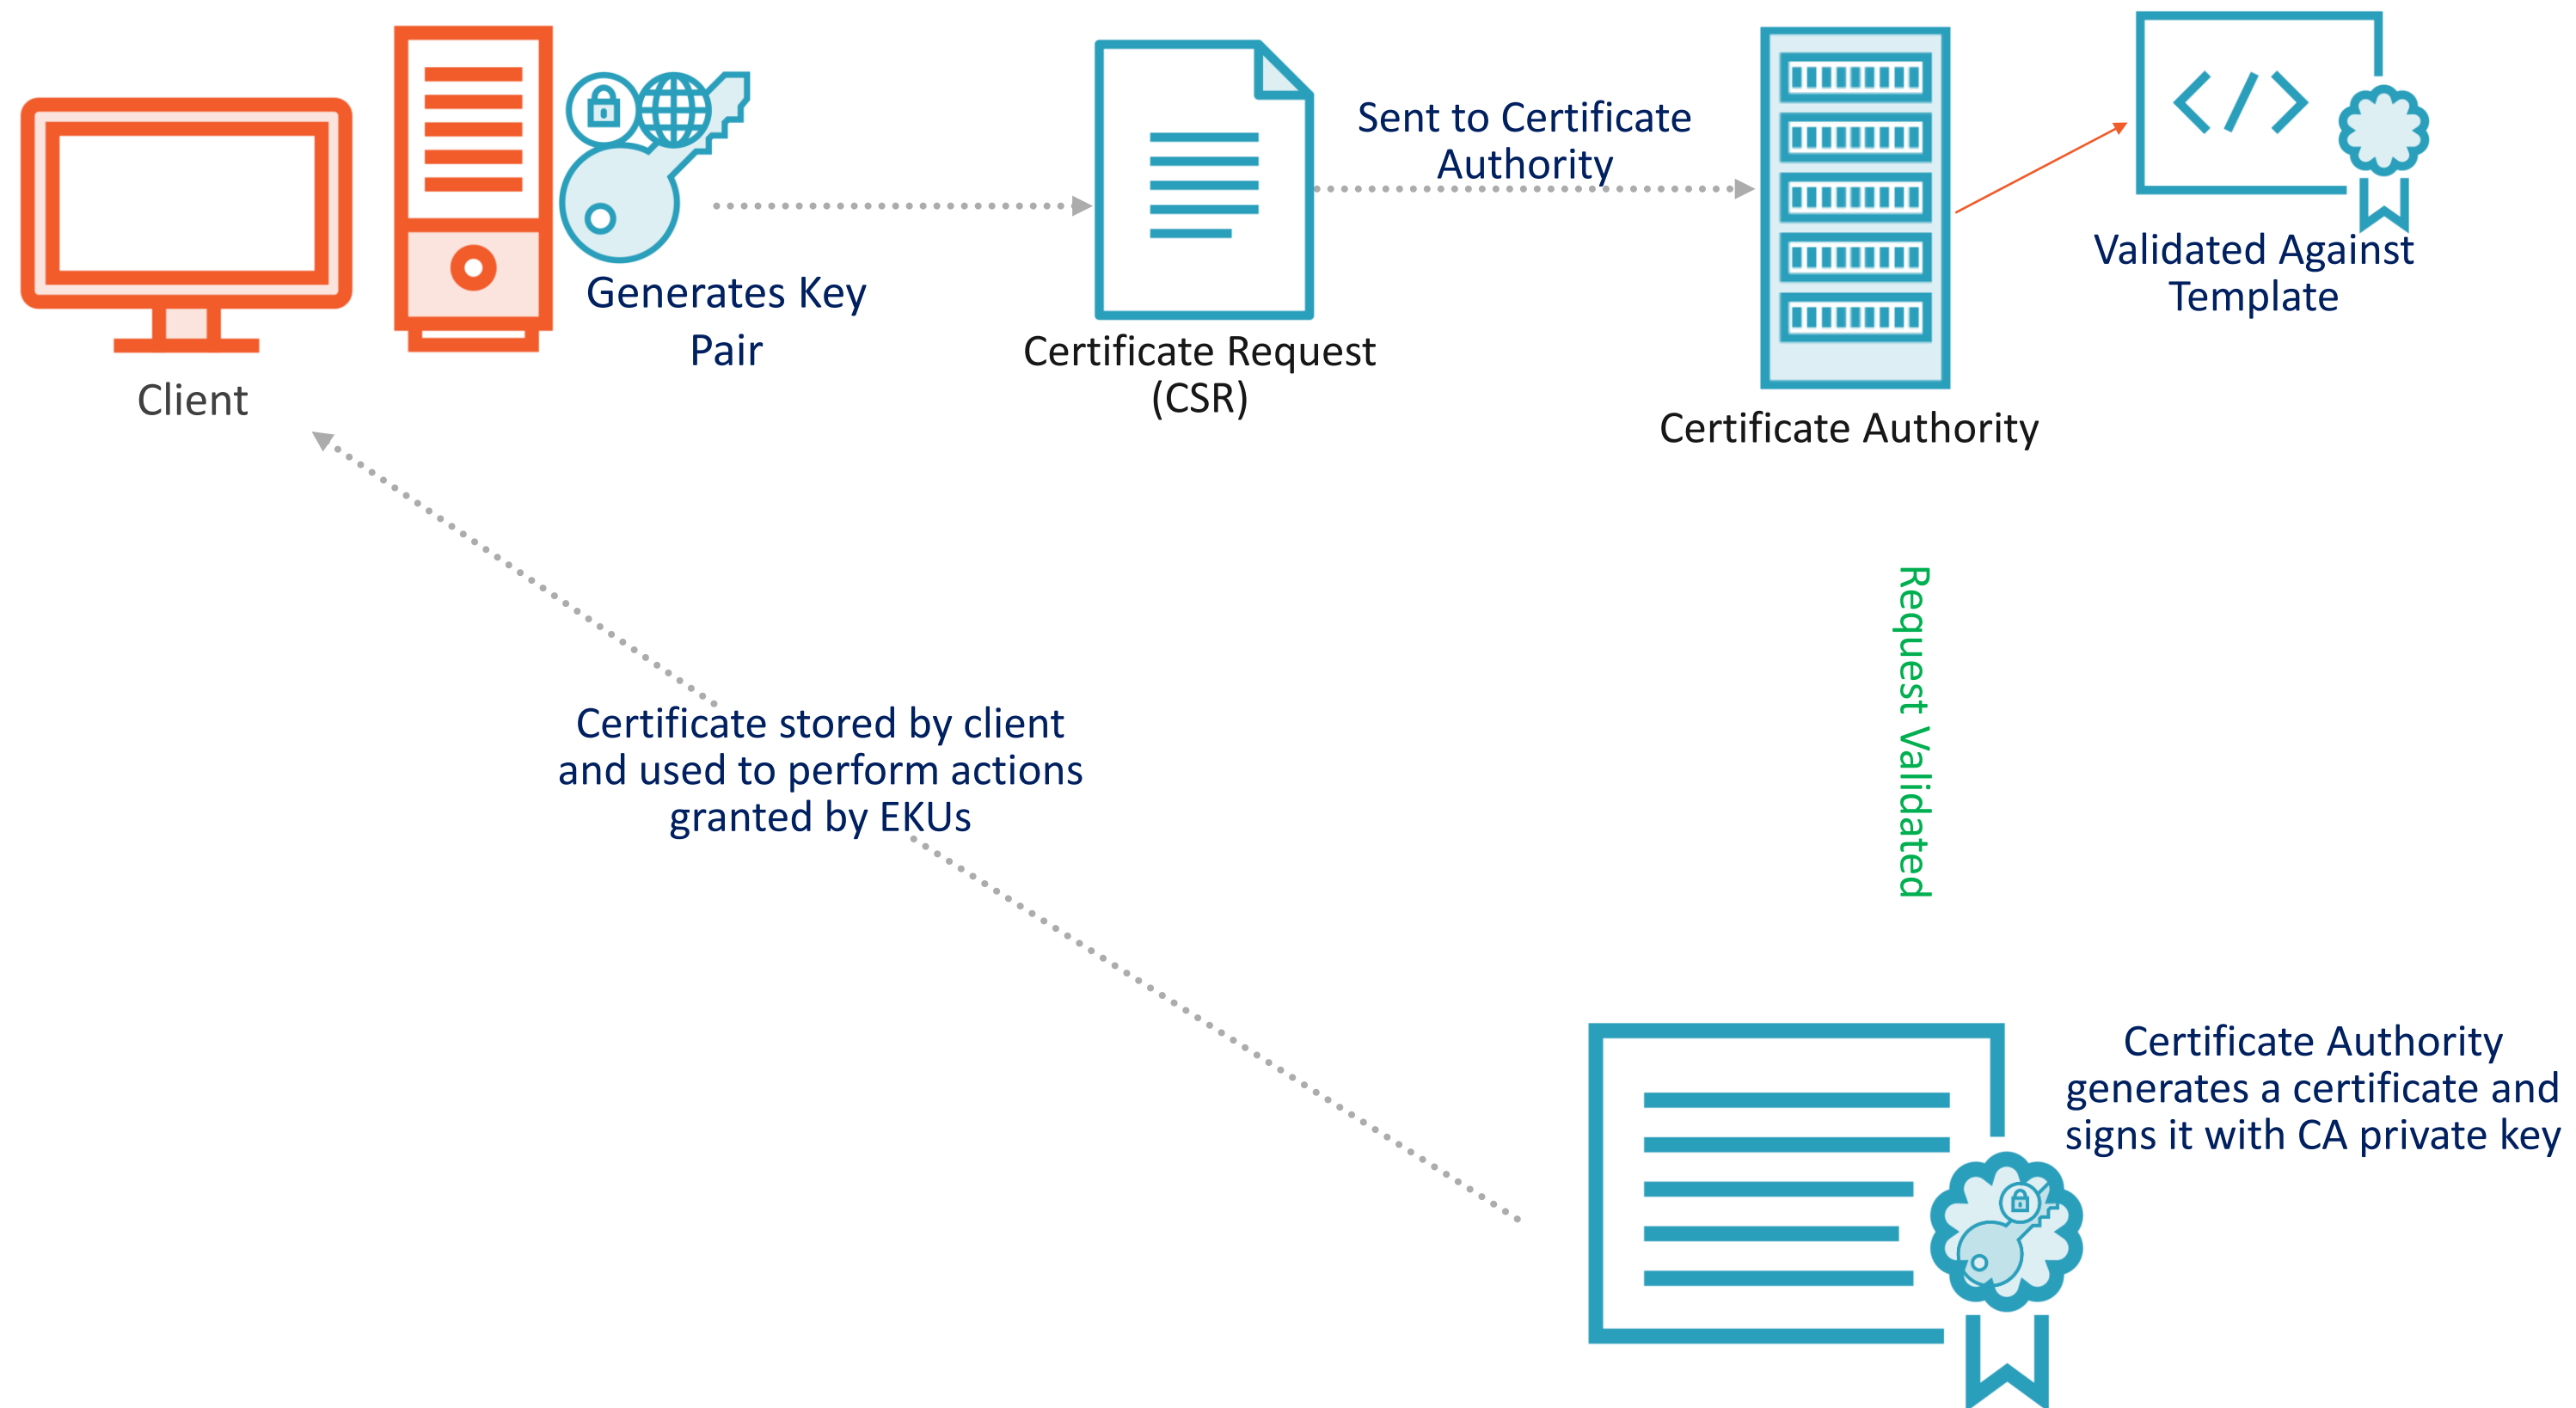 Client
Generates Key
Pair
Certificate Request
(CSR)
Sent to Certificate
Authority
Certificate Authority
Validated Against
Template
Request Validated
Certificate Authority
generates a certificate and
signs it with CA private key
Certificate stored by client
and used to perform actions
granted by EKUs